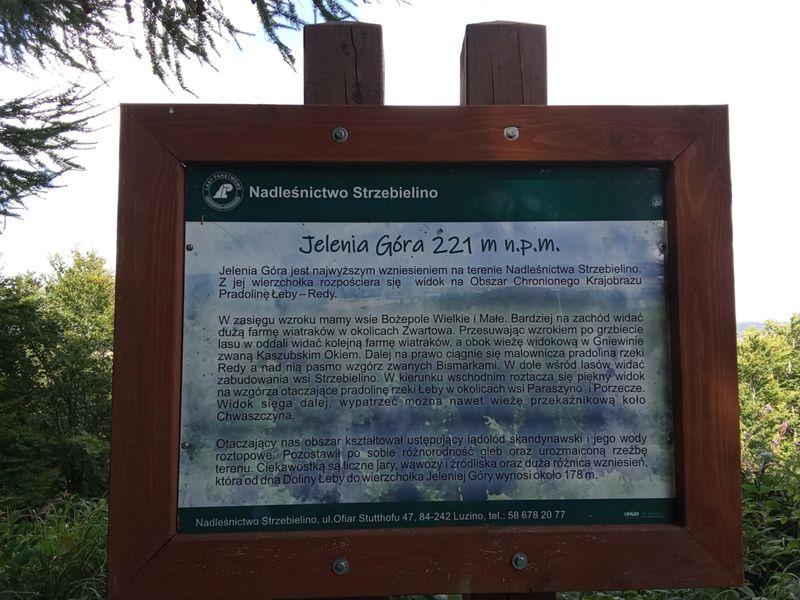 LASY PAŃSTWOWE
Nadleśnictwo Strzebielino
Jelenia Góra 221 m n.p.m.
Jelenia Góra jest najwyższym wzniesieniem na terenie Nadleśnictwa Strzebielino.
Z jej wierzchołka rozpościera się widok na Obszar Chronionego Krajobrazu
Pradolinę Łeby – Redy.
W zasięgu wzroku mamy wsie Bożepole Wielkie i Małe. Bardziej na zachód widać
dużą farmę wiatraków w okolicach Zwartowa. Przesuwając wzrokiem po grzbiecie
lasu w oddali widać kolejną farmę wiatraków, a obok wieżę widokową w Gniewinie
zwaną Kaszubskim Okiem. Dalej na prawo ciągnie się malownicza pradolina rzeki
Redy a nad nią pasmo wzgórz zwanych Bismarkami. W dole wśród lasów widać
zabudowania wsi Strzebielino. W kierunku wschodnim roztacza się piękny widok
na wzgórza otaczające pradolinę rzeki Łeby w okolicach wsi Paraszyno i Porzecze.
Widok sięga dalej, wypatrzeć można nawet wieżę przekaźnikową koło
Chwaszczyna.
Otaczający nas obszar kształtował ustępujący lądolód skandynawski i jego wody
roztopowe. Pozostawił po sobie różnorodność gleb oraz urozmaiconą rzeźbę
terenu. Ciekawostką są liczne jary, wąwozy i źródliska oraz duża różnica wzniesień,
która od dna Doliny Łeby do wierzchołka Jeleniej Góry wynosi około 178 m.
Nadleśnictwo Strzebielino, ul.Ofiar Stutthofu 47, 84-242 Luzino, tel.: 58 678 20 77